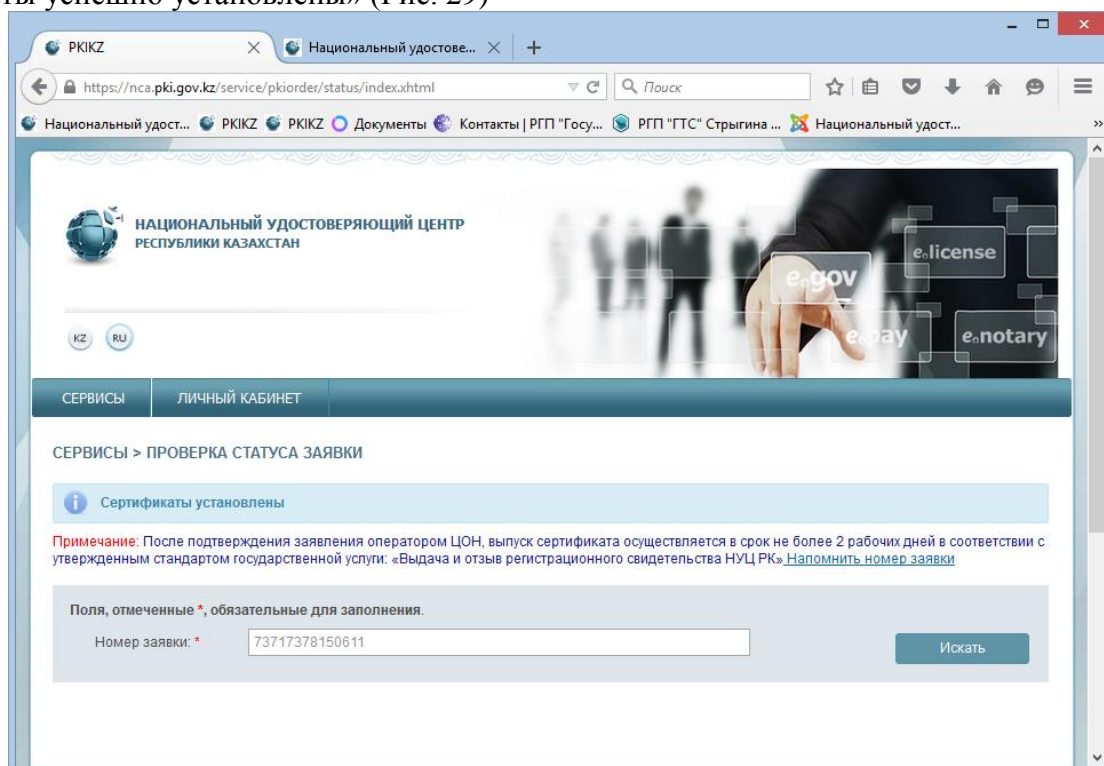 ты успешно установлены» (Рис. 29)
PKIKZ
Национальный удостове...
https://nca.pki.gov.kz/service/pkiorder/status/index.xhtml
Поиск
Национальный удост... PKIKZ PKIKZ Документы Контакты | РГП "Госу... РГП "ГТС" Стрыгина ... Национальный удост... »
НАЦИОНАЛЬНЫЙ УДОСТОВЕРЯЮЩИЙ ЦЕНТР
РЕСПУБЛИКИ КАЗАХСТАН
e.license
e.gov
e.pay
e.notary
KZ RU
СЕРВИСЫ ЛИЧНЫЙ КАБИНЕТ
СЕРВИСЫ > ПРОВЕРКА СТАТУСА ЗАЯВКИ
Сертификаты установлены
Примечание: После подтверждения заявления оператором ЦОН, выпуск сертификата осуществляется в срок не более 2 рабочих дней в соответствии с
утвержденным стандартом государственной услуги: «Выдача и отзыв регистрационного свидетельства НУЦ РК» Напомнить номер заявки
Поля, отмеченные *, обязательные для заполнения.
Номер заявки: * 73717378150611
Искать